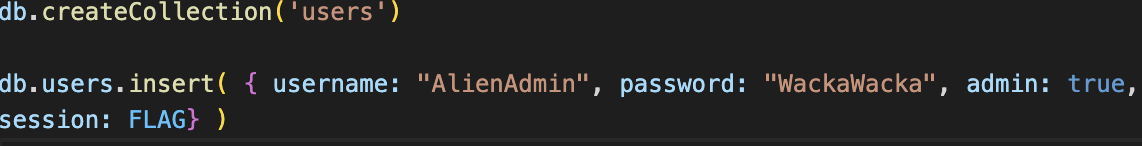 db.createCollection('users')
db.users.insert( { username: "AlienAdmin", password: "WackaWacka", admin: true,
session: FLAG} )